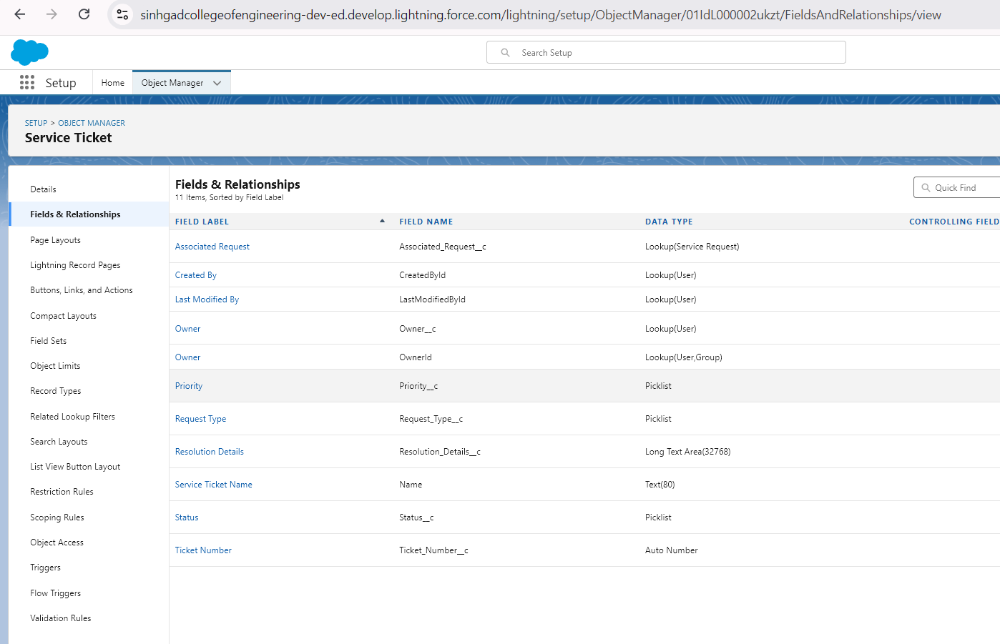 sinhgadcollegeofengineering-dev-ed.develop.lightning.force.com/lightning/setup/ObjectManager/01IdL000002ukzt/FieldsAndRelationships/view
Search Setup
Setup
Home
Object Manager
SETUP > OBJECT MANAGER
Service Ticket
Details
Fields & Relationships
Page Layouts
Lightning Record Pages
Buttons, Links, and Actions
Compact Layouts
Field Sets
Object Limits
Record Types
Related Lookup Filters
Search Layouts
List View Button Layout
Restriction Rules
Scoping Rules
Object Access
Triggers
Flow Triggers
Validation Rules
Fields & Relationships
11 Items, Sorted by Field Label
Quick Find
FIELD LABEL FIELD NAME DATA TYPE CONTROLLING FIELD
Associated Request Associated_Request__c Lookup(Service Request)
Created By CreatedById Lookup(User)
Last Modified By LastModifiedById Lookup(User)
Owner Owner__c Lookup(User)
Owner OwnerId Lookup(User,Group)
Priority Priority__c Picklist
Request Type Request_Type__c Picklist
Resolution Details Resolution_Details__c Long Text Area(32768)
Service Ticket Name Name Text(80)
Status Status__c Picklist
Ticket Number Ticket_Number__c Auto Number